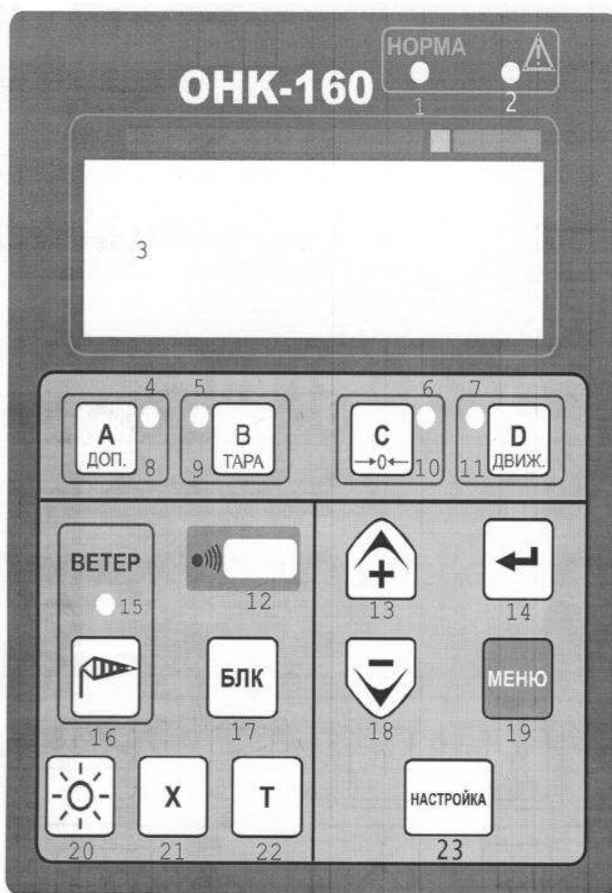 НОРМА
ОНК-160
1 2
3
4 5 6 7
A B C D
ДОП. ТАРА →0← ДВИЖ.
8 9 10 11
ВЕТЕР
12 13 14
15
БЛК МЕНЮ
16 17 18 19
X T НАСТРОЙКА
20 21 22 23